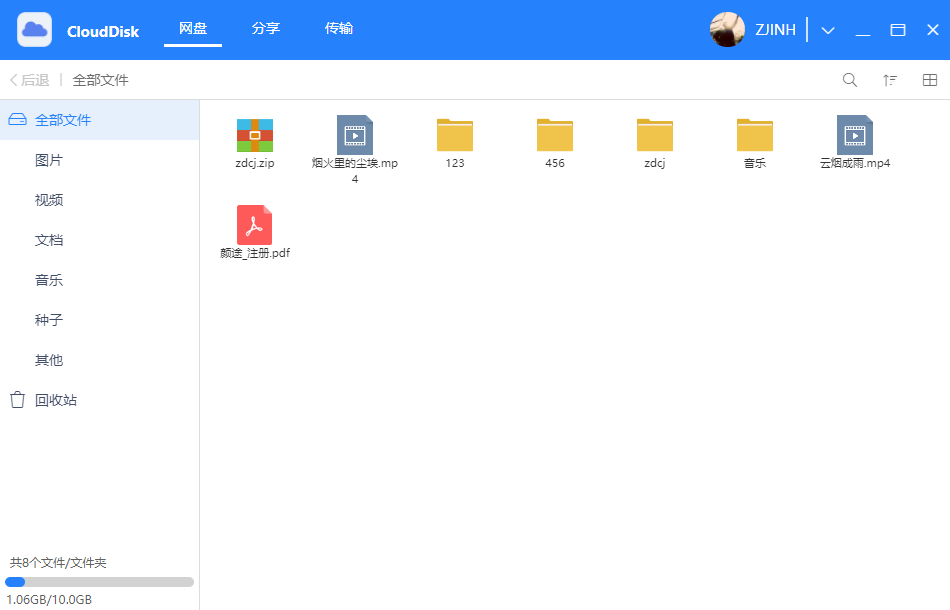 CloudDisk
网盘
分享
传输
ZJINH
后退
全部文件
全部文件
图片
视频
文档
音乐
种子
其他
回收站
zdcj.zip
烟火里的尘埃.mp
4
123
456
zdcj
音乐
云烟成雨.mp4
颜途_注册.pdf
共8个文件/文件夹
1.06GB/10.0GB